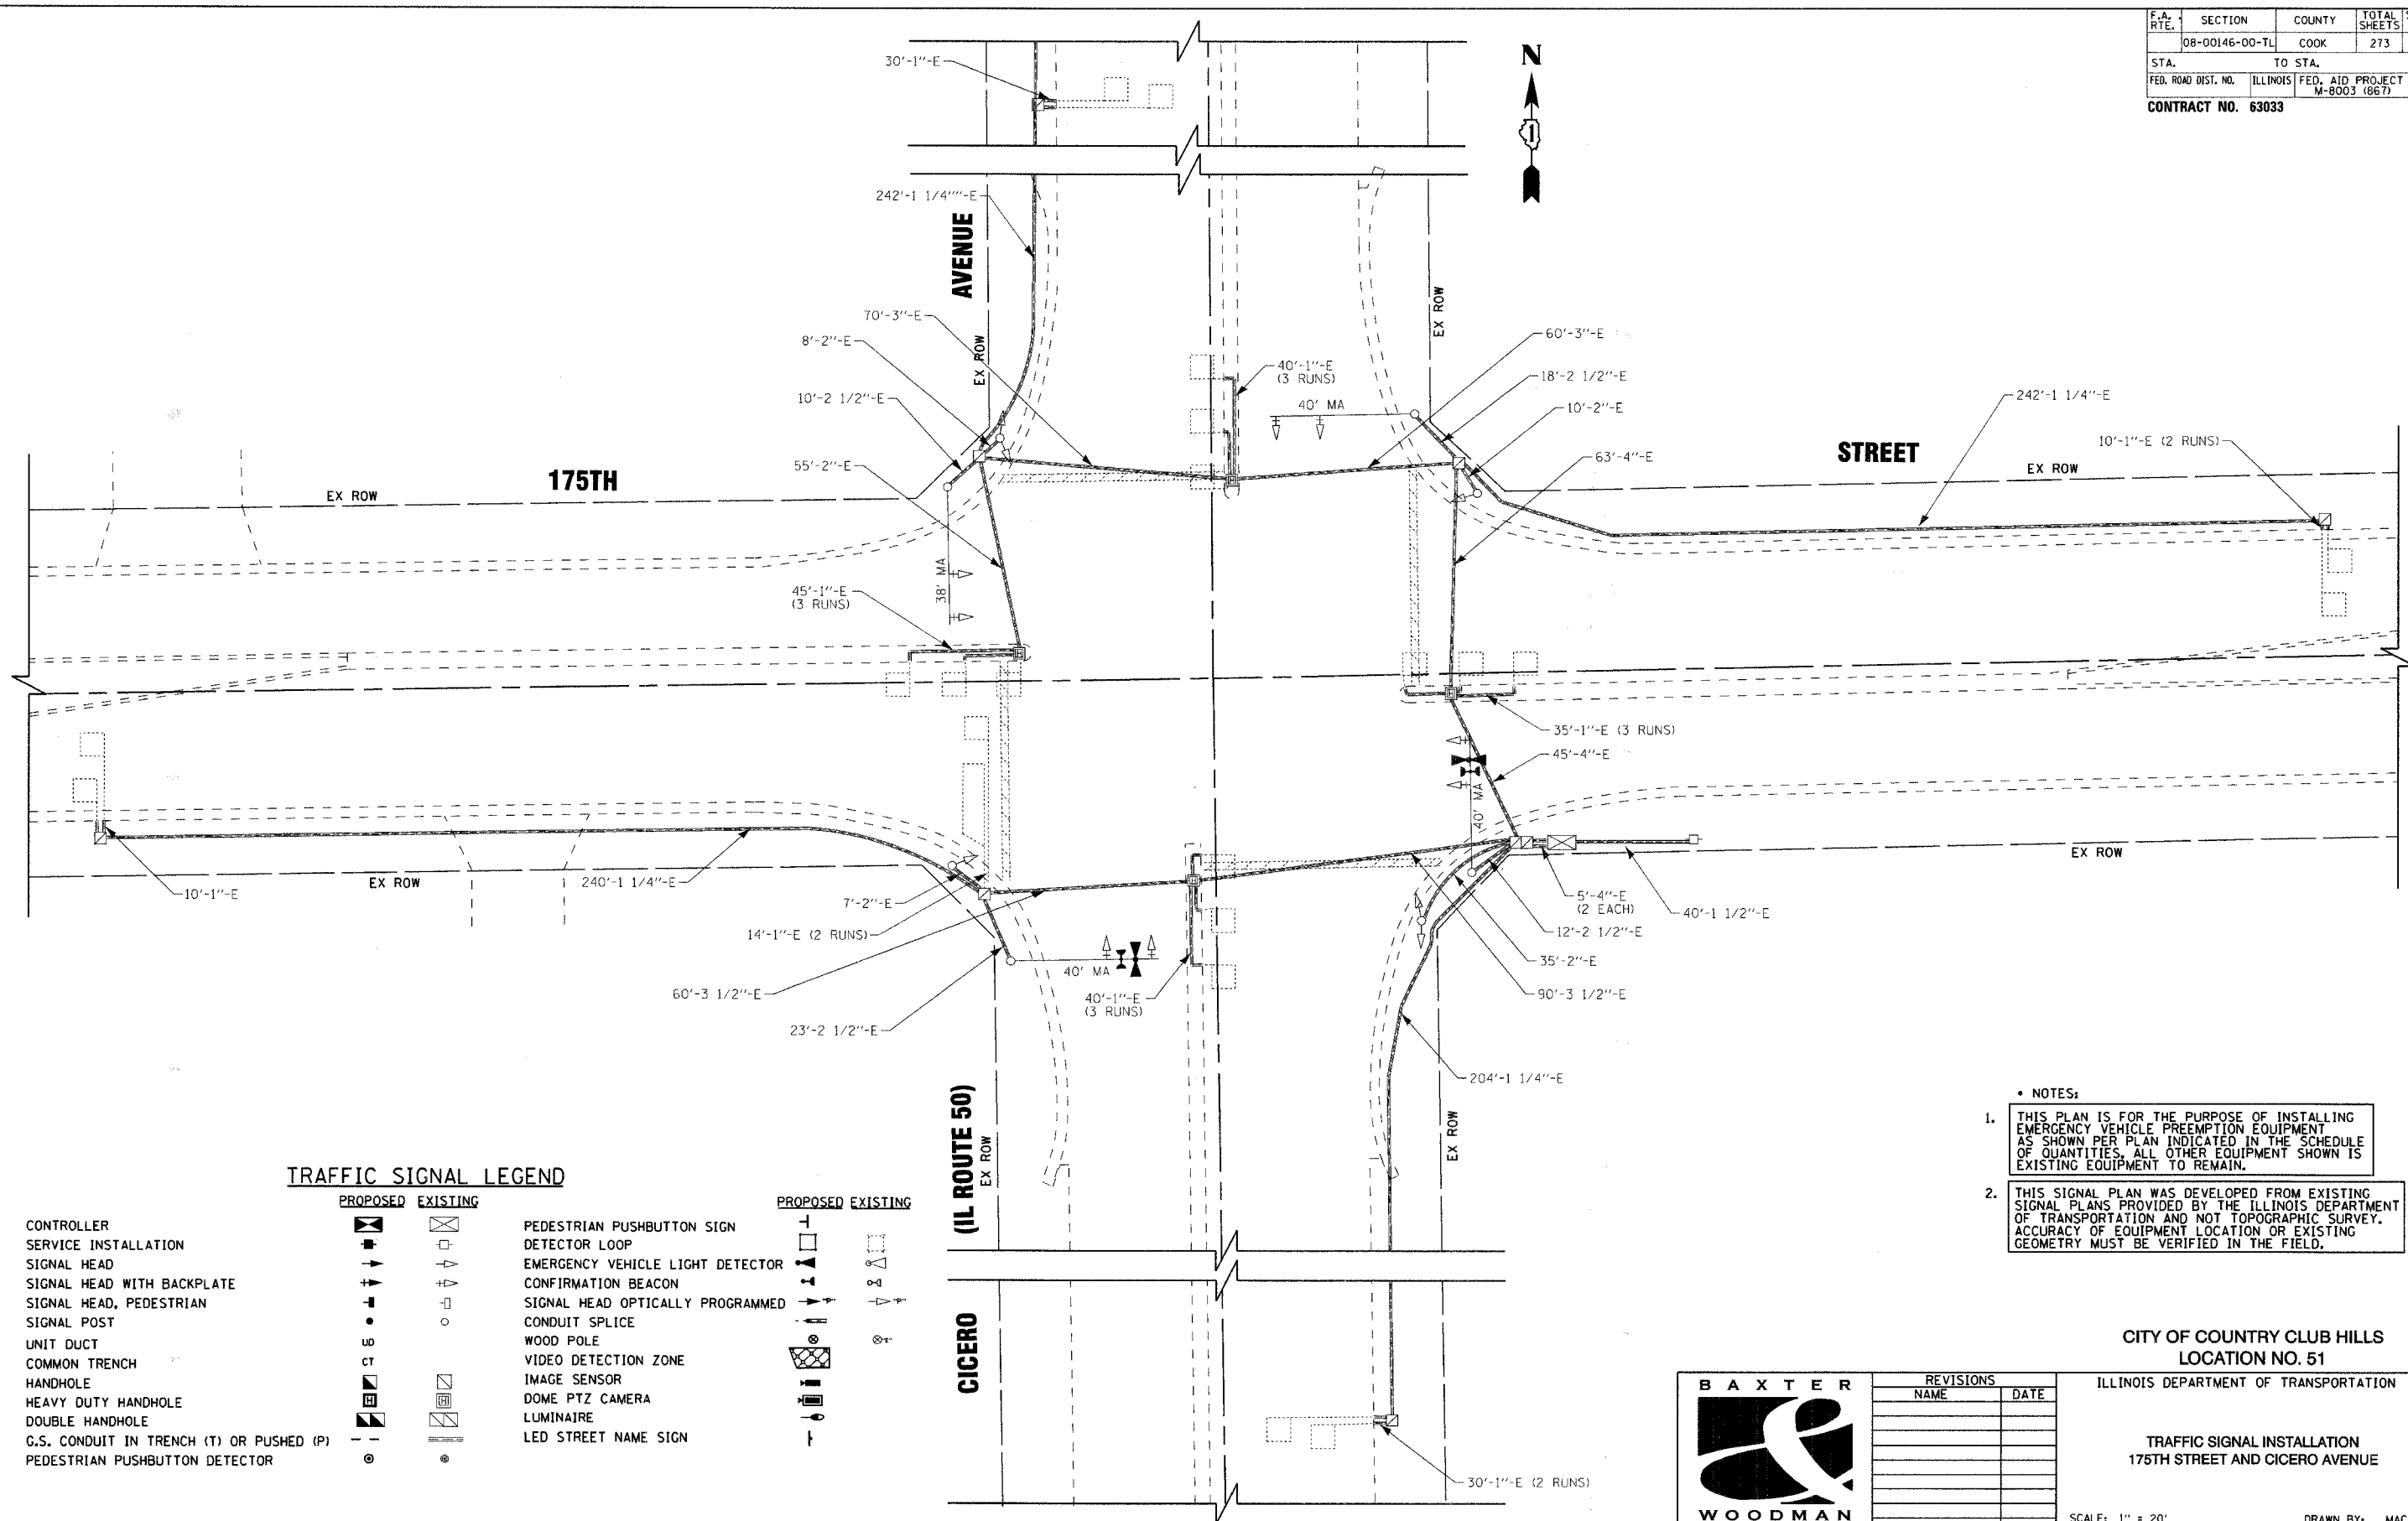 F.A. RTE. SECTION COUNTY TOTAL SHEETS
08-00146-00-TL COOK 273
STA. TO STA.
FED. ROAD DIST. NO. ILLINOIS FED. AID PROJECT
M-8003 (867)
CONTRACT NO. 63033
N
1
30'-1''-E
242'-1 1/4''''-E
AVENUE
EX ROW
EX ROW
70'-3''-E
8'-2''-E
10'-2 1/2''-E
55'-2''-E
40'-1''-E
(3 RUNS)
40' MA
60'-3''-E
18'-2 1/2''-E
10'-2''-E
63'-4''-E
242'-1 1/4''-E
10'-1''-E (2 RUNS)
STREET
EX ROW
175TH
EX ROW
38' MA
45'-1''-E
(3 RUNS)
35'-1''-E (3 RUNS)
45'-4''-E
40' MA
EX ROW
10'-1''-E
EX ROW
240'-1 1/4''-E
7'-2''-E
14'-1''-E (2 RUNS)
60'-3 1/2''-E
23'-2 1/2''-E
40' MA
40'-1''-E
(3 RUNS)
5'-4''-E
(2 EACH)
40'-1 1/2''-E
12'-2 1/2''-E
35'-2''-E
90'-3 1/2''-E
204'-1 1/4''-E
(IL ROUTE 50)
EX ROW
EX ROW
CICERO
30'-1''-E (2 RUNS)
• NOTES:
1. THIS PLAN IS FOR THE PURPOSE OF INSTALLING
EMERGENCY VEHICLE PREEMPTION EQUIPMENT
AS SHOWN PER PLAN INDICATED IN THE SCHEDULE
OF QUANTITIES. ALL OTHER EQUIPMENT SHOWN IS
EXISTING EQUIPMENT TO REMAIN.
2. THIS SIGNAL PLAN WAS DEVELOPED FROM EXISTING
SIGNAL PLANS PROVIDED BY THE ILLINOIS DEPARTMENT
OF TRANSPORTATION AND NOT TOPOGRAPHIC SURVEY.
ACCURACY OF EQUIPMENT LOCATION OR EXISTING
GEOMETRY MUST BE VERIFIED IN THE FIELD.
TRAFFIC SIGNAL LEGEND
PROPOSED EXISTING
CONTROLLER
SERVICE INSTALLATION
SIGNAL HEAD
SIGNAL HEAD WITH BACKPLATE
SIGNAL HEAD, PEDESTRIAN
SIGNAL POST
UNIT DUCT UD
COMMON TRENCH CT
HANDHOLE
HEAVY DUTY HANDHOLE H H
DOUBLE HANDHOLE
G.S. CONDUIT IN TRENCH (T) OR PUSHED (P)
PEDESTRIAN PUSHBUTTON DETECTOR
PROPOSED EXISTING
PEDESTRIAN PUSHBUTTON SIGN
DETECTOR LOOP
EMERGENCY VEHICLE LIGHT DETECTOR
CONFIRMATION BEACON
SIGNAL HEAD OPTICALLY PROGRAMMED "P" "P"
CONDUIT SPLICE
WOOD POLE
VIDEO DETECTION ZONE
IMAGE SENSOR
DOME PTZ CAMERA
LUMINAIRE
LED STREET NAME SIGN
CITY OF COUNTRY CLUB HILLS
LOCATION NO. 51
BAXTER
&
WOODMAN
REVISIONS
NAME DATE
ILLINOIS DEPARTMENT OF TRANSPORTATION
TRAFFIC SIGNAL INSTALLATION
175TH STREET AND CICERO AVENUE
SCALE: 1" = 20' DRAWN BY: MAC